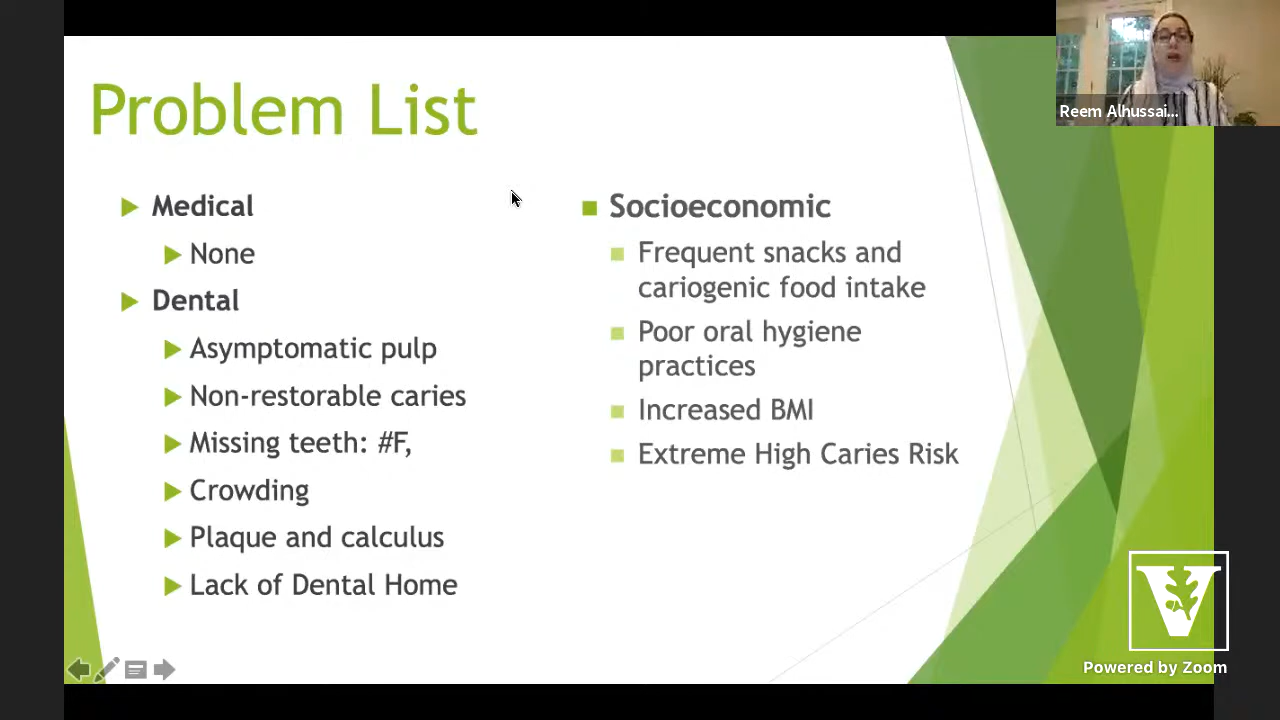 Problem List
Medical
None
Dental
Asymptomatic pulp
Non-restorable caries
Missing teeth: #F,
Crowding
Plaque and calculus
Lack of Dental Home
Socioeconomic
Frequent snacks and
cariogenic food intake
Poor oral hygiene
practices
Increased BMI
Extreme High Caries Risk
Reem Alhussai...
V
Powered by Zoom